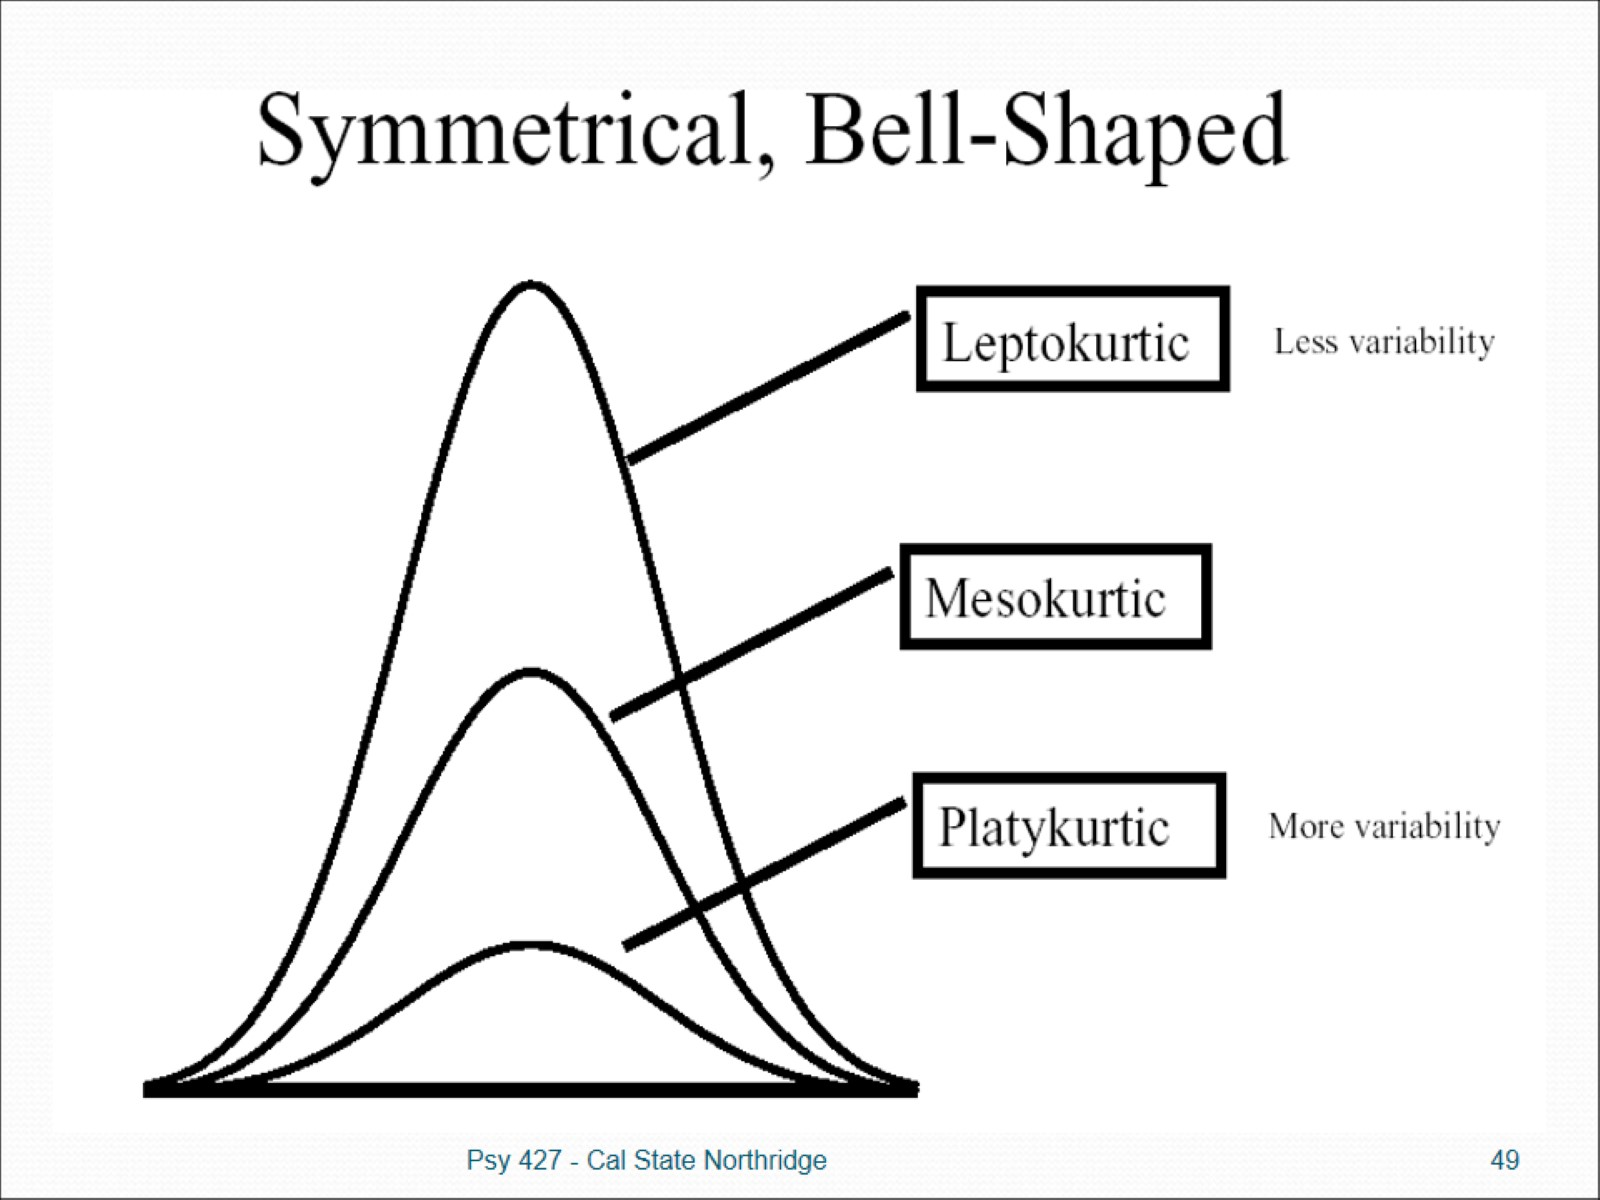 Symmetrical, Bell-Shaped
Leptokurtic
Less variability
Mesokurtic
Platykurtic
More variability
Psy 427 - Cal State Northridge
49